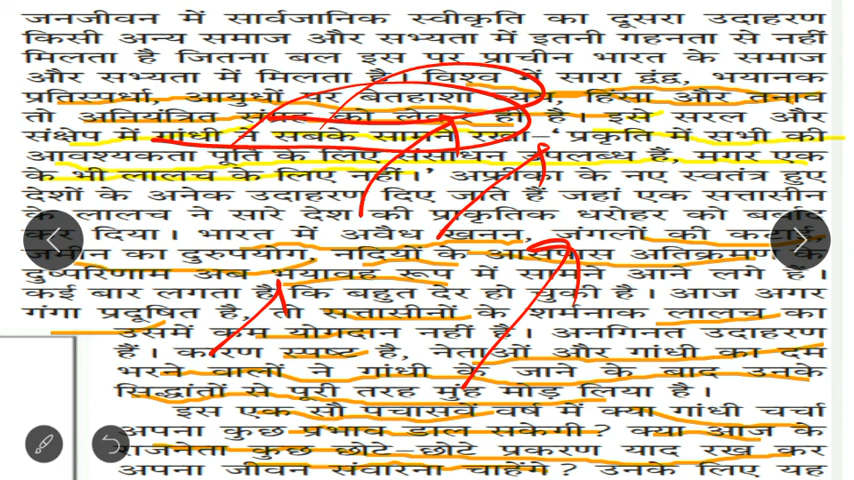 जनजीवन में सार्वजानिक स्वीकृति का दूसरा उदाहरण
किसी अन्य समाज और सभ्यता में इतनी गहनता से नहीं
मिलता है जितना बल इस पर प्राचीन भारत के समाज
और सभ्यता में मिलता है। विश्व में सारा द्वंद्व, भयानक
प्रतिस्पर्धा, आयुधों पर बेतहाशा व्यय, हिंसा और तनाव
तो अनियंत्रित संग्रह को लेकर ही है। इसे सरल और
संक्षेप में गांधी ने सबके सामने रखा–‘प्रकृति में सभी की
आवश्यकता पूर्ति के लिए संसाधन उपलब्ध हैं, मगर एक
के भी लालच के लिए नहीं।’ अफ्रीका के नए स्वतंत्र हुए
देशों के अनेक उदाहरण दिए जाते हैं जहां एक सत्तासीन
के लालच ने सारे देश की प्राकृतिक धरोहर को बर्बाद
कर दिया। भारत में अवैध खनन, जंगलों की कटाई,
जमीन का दुरुपयोग, नदियों के आसपास अतिक्रमण के
दुष्परिणाम अब भयावह रूप में सामने आने लगे हैं।
कई बार लगता है कि बहुत देर हो चुकी है। आज अगर
गंगा प्रदूषित है, तो सत्तासीनों के शर्मनाक लालच का
उसमें कम योगदान नहीं है। अनगिनत उदाहरण
हैं। कारण स्पष्ट है, नेताओं और गांधी का दम
भरने वालों ने गांधी के जाने के बाद उनके
सिद्धांतों से पूरी तरह मुंह मोड़ लिया है।
इस एक सौ पचासवें वर्ष में क्या गांधी चर्चा
अपना कुछ प्रभाव डाल सकेगी? क्या आज के
राजनेता कुछ छोटे–छोटे प्रकरण याद रख कर
अपना जीवन संवारना चाहेंगे? उनके लिए यह